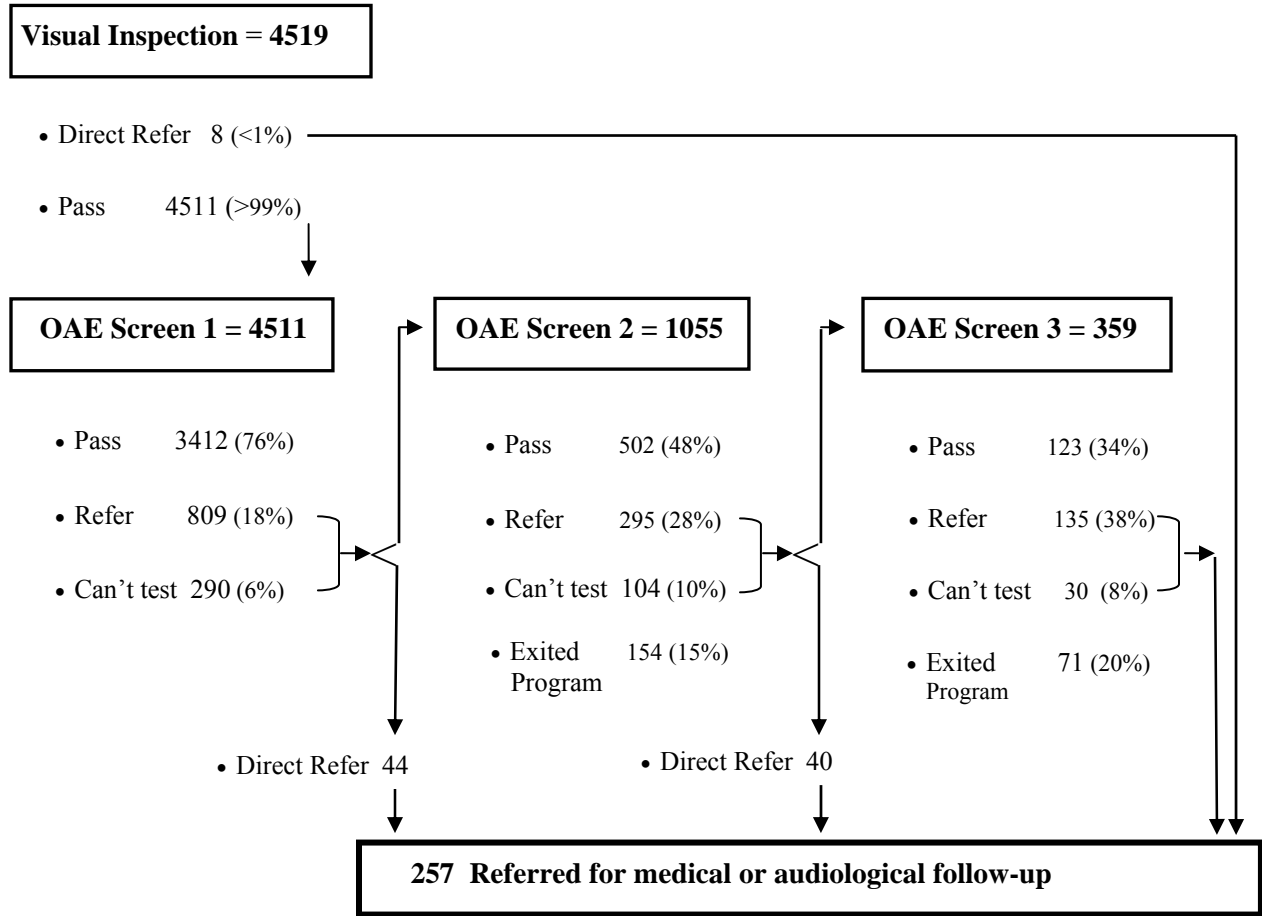 Visual Inspection = 4519
• Direct Refer 8 (<1%)
• Pass 4511 (>99%)
OAE Screen 1 = 4511
• Pass 3412 (76%)
• Refer 809 (18%)
• Can’t test 290 (6%)
• Direct Refer 44
OAE Screen 2 = 1055
• Pass 502 (48%)
• Refer 295 (28%)
• Can’t test 104 (10%)
• Exited 154 (15%)
Program
• Direct Refer 40
OAE Screen 3 = 359
• Pass 123 (34%)
• Refer 135 (38%)
• Can’t test 30 (8%)
• Exited 71 (20%)
Program
257 Referred for medical or audiological follow-up